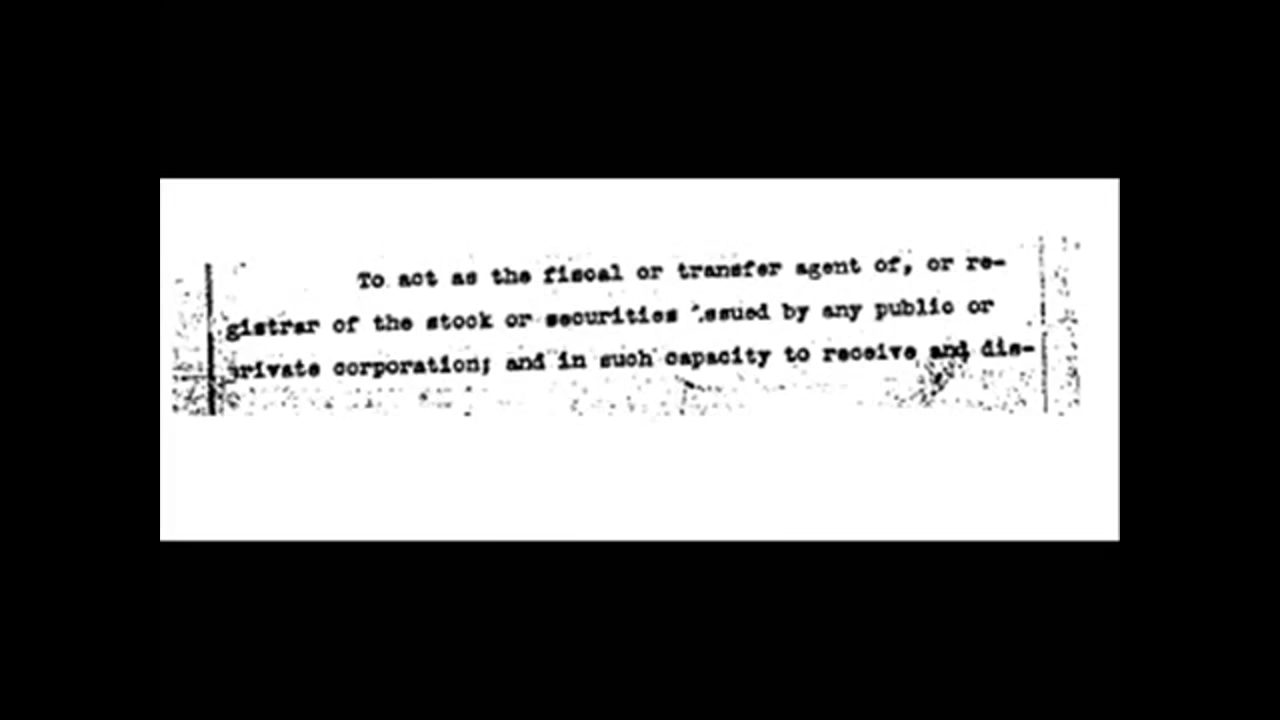 To act as the fiscal or transfer agent of, or re-
gistrar of the stock or securities issued by any public or
private corporation; and in such capacity to receive and dis-